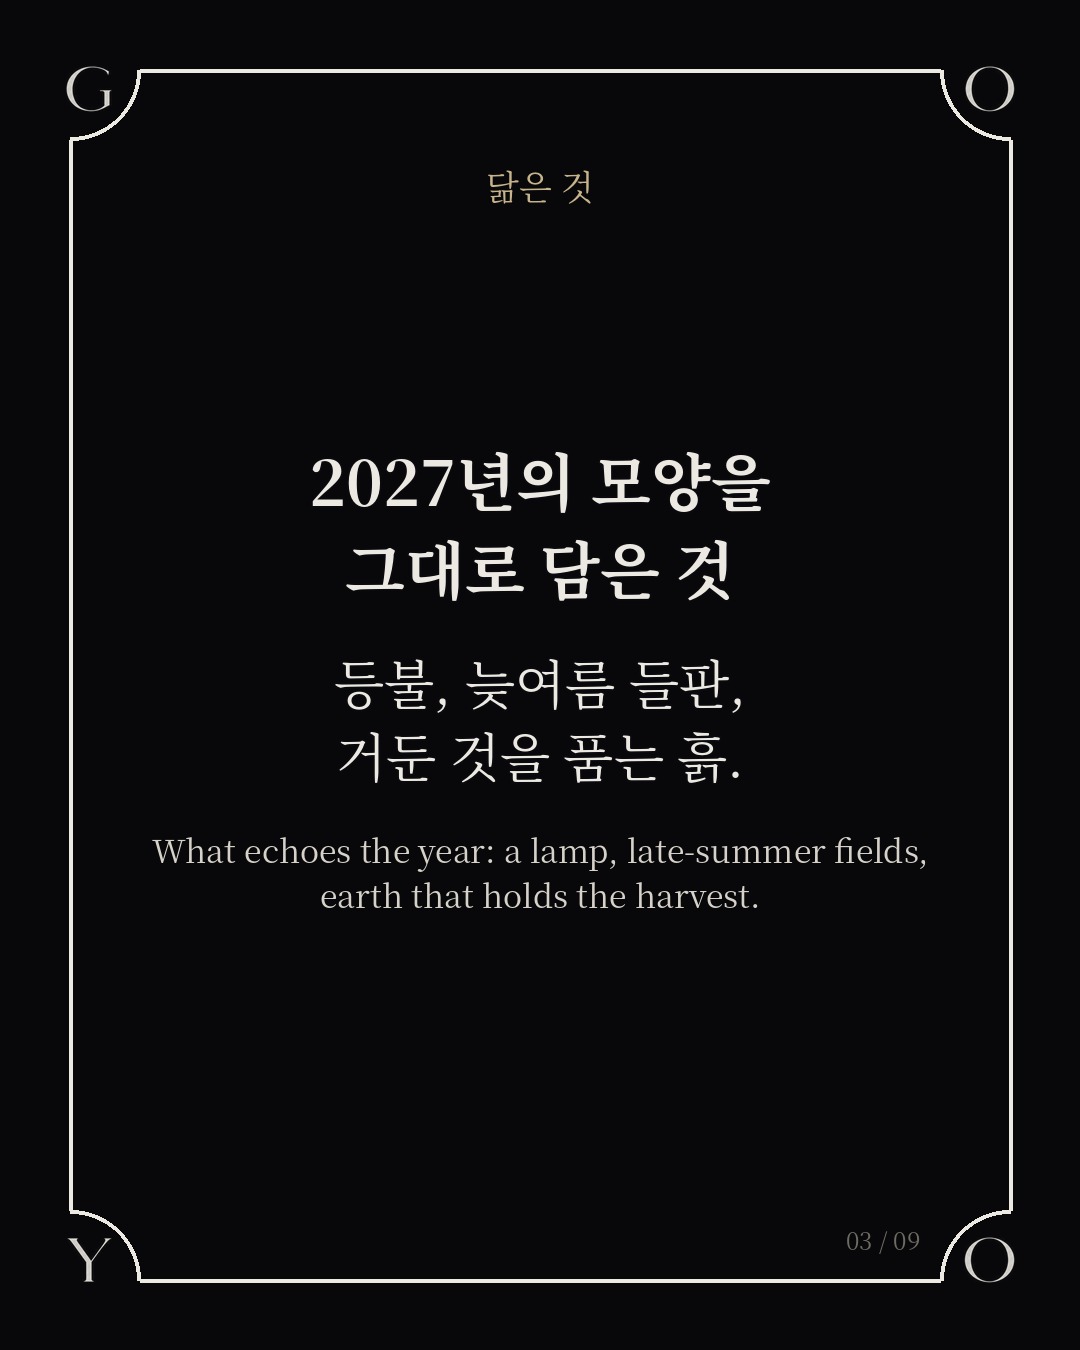 G O
닮은 것
2027년의 모양을
그대로 담은 것
등불, 늦여름 들판,
거둔 것을 품는 흙.
What echoes the year: a lamp, late-summer fields,
earth that holds the harvest.
03 / 09
Y O